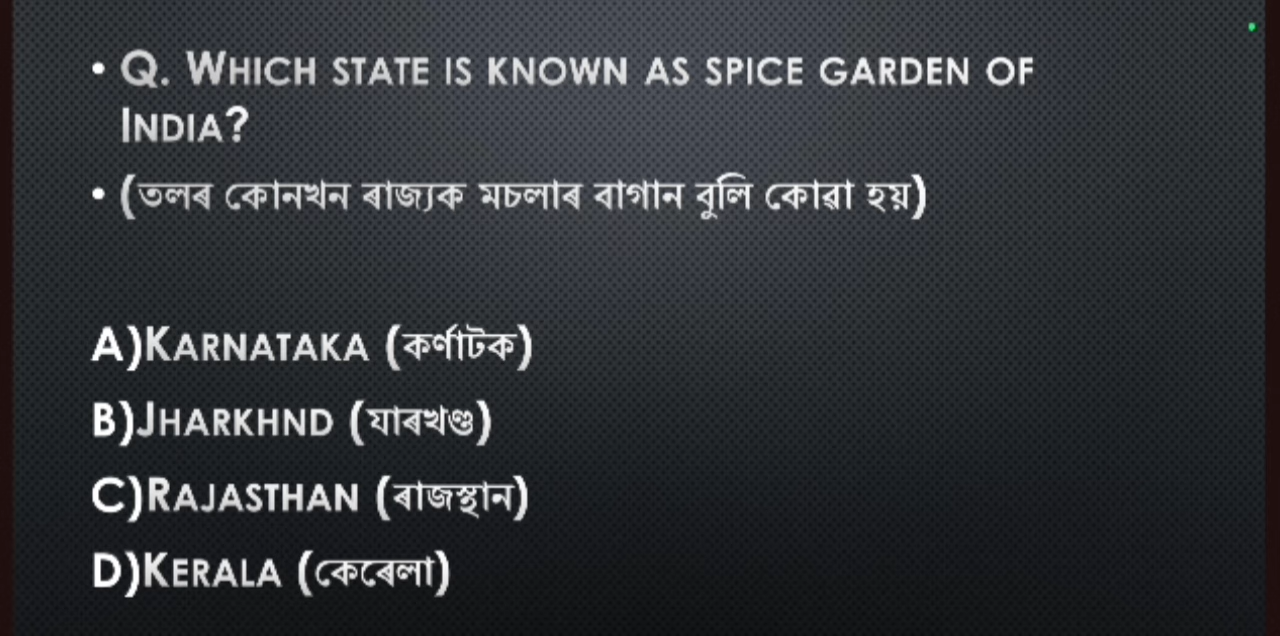 • Q. Which state is known as spice garden of
India?
• (তলৰ কোনখন ৰাজ্যক মচলাৰ বাগান বুলি কোৱা হয়)
A)Karnataka (কৰ্ণাটক)
B)Jharkhnd (যাৰখণ্ড)
C)Rajasthan (ৰাজস্থান)
D)Kerala (কেৰেলা)